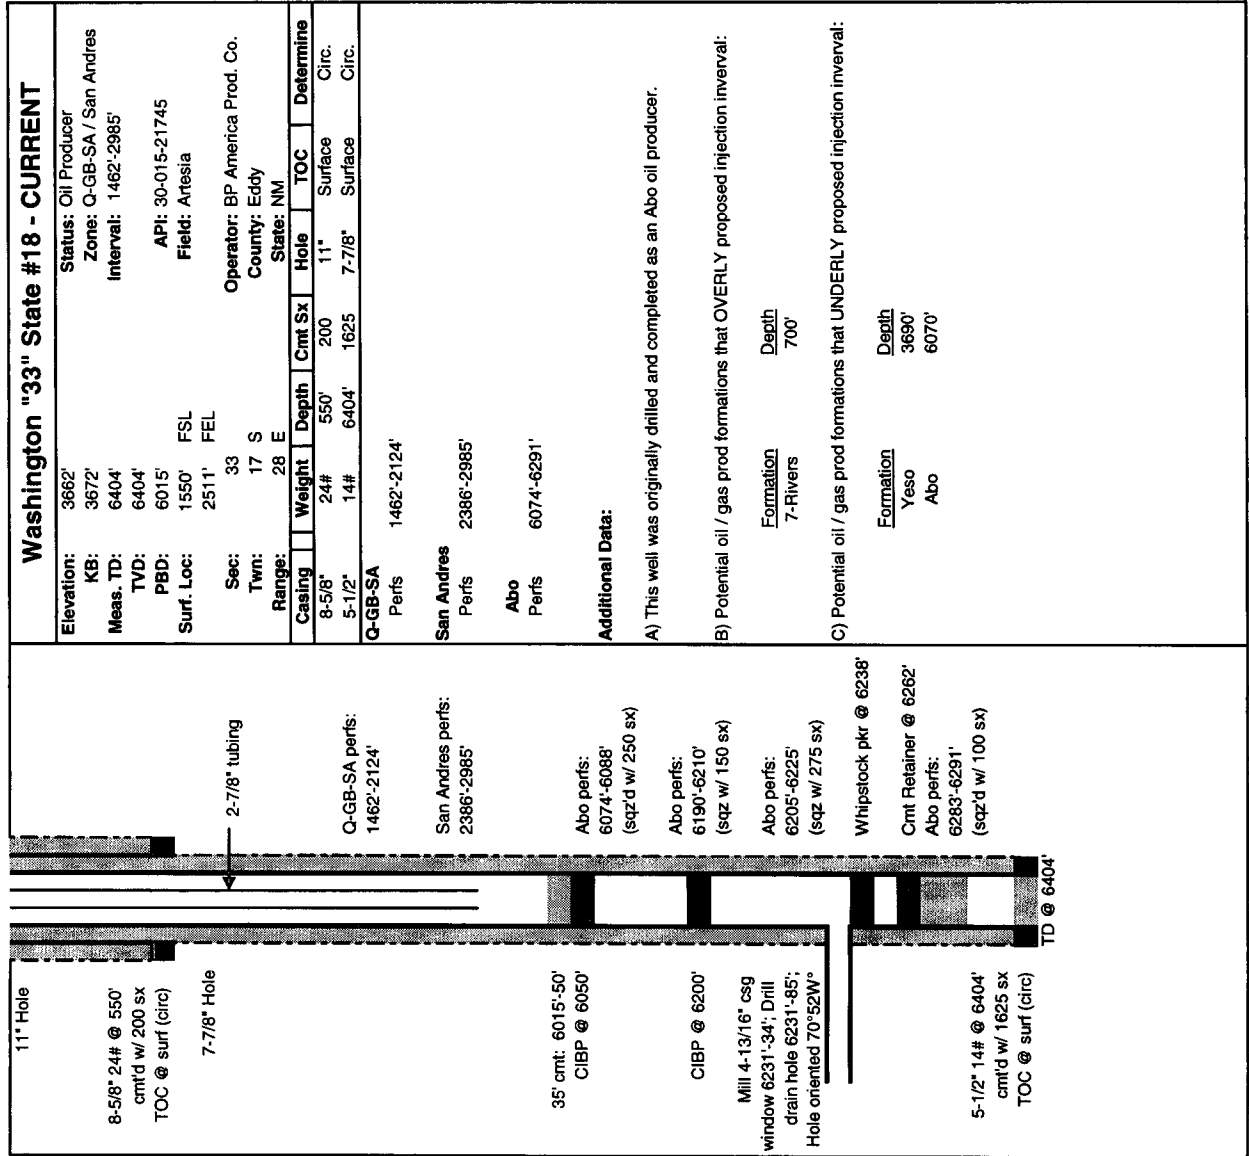 Washington "33" State #18 - CURRENT
Elevation: 3662' Status: Oil Producer
KB: 3672' Zone: Q-GB-SA / San Andres
Meas. TD: 6404' Interval: 1462'-2985'
TVD: 6404'
PBD: 6015' API: 30-015-21745
Surf. Loc: 1550' FSL Field: Artesia
2511' FEL
Sec: 33 Operator: BP America Prod. Co.
Twn: 17 S County: Eddy
Range: 28 E State: NM
Casing Weight Depth Cmt Sx Hole TOC Determine
8-5/8" 24# 550' 200 11" Surface Circ.
5-1/2" 14# 6404' 1625 7-7/8" Surface Circ.
Q-GB-SA
Perfs 1462'-2124'
San Andres
Perfs 2386'-2985'
Abo
Perfs 6074'-6291'
Additional Data:
A) This well was originally drilled and completed as an Abo oil producer.
B) Potential oil / gas prod formations that OVERLY proposed injection inverval:
Formation Depth
7-Rivers 700'
C) Potential oil / gas prod formations that UNDERLY proposed injection inverval:
Formation Depth
Yeso 3690'
Abo 6070'
11" Hole
8-5/8" 24# @ 550'
cmt'd w/ 200 sx
TOC @ surf (circ)
7-7/8" Hole
35' cmt: 6015'-50'
CIBP @ 6050'
CIBP @ 6200'
Mill 4-13/16" csg
window 6231'-34'; Drill
drain hole 6231'-85';
Hole oriented 70°52W°
5-1/2" 14# @ 6404'
cmt'd w/ 1625 sx
TOC @ surf (circ)
2-7/8" tubing
Q-GB-SA perfs:
1462'-2124'
San Andres perfs:
2386'-2985'
Abo perfs:
6074'-6088'
(sqz'd w/ 250 sx)
Abo perfs:
6190'-6210'
(sqz w/ 150 sx)
Abo perfs:
6205'-6225'
(sqz w/ 275 sx)
Whipstock pkr @ 6238'
Cmt Retainer @ 6262'
Abo perfs:
6283'-6291'
(sqz'd w/ 100 sx)
TD @ 6404'